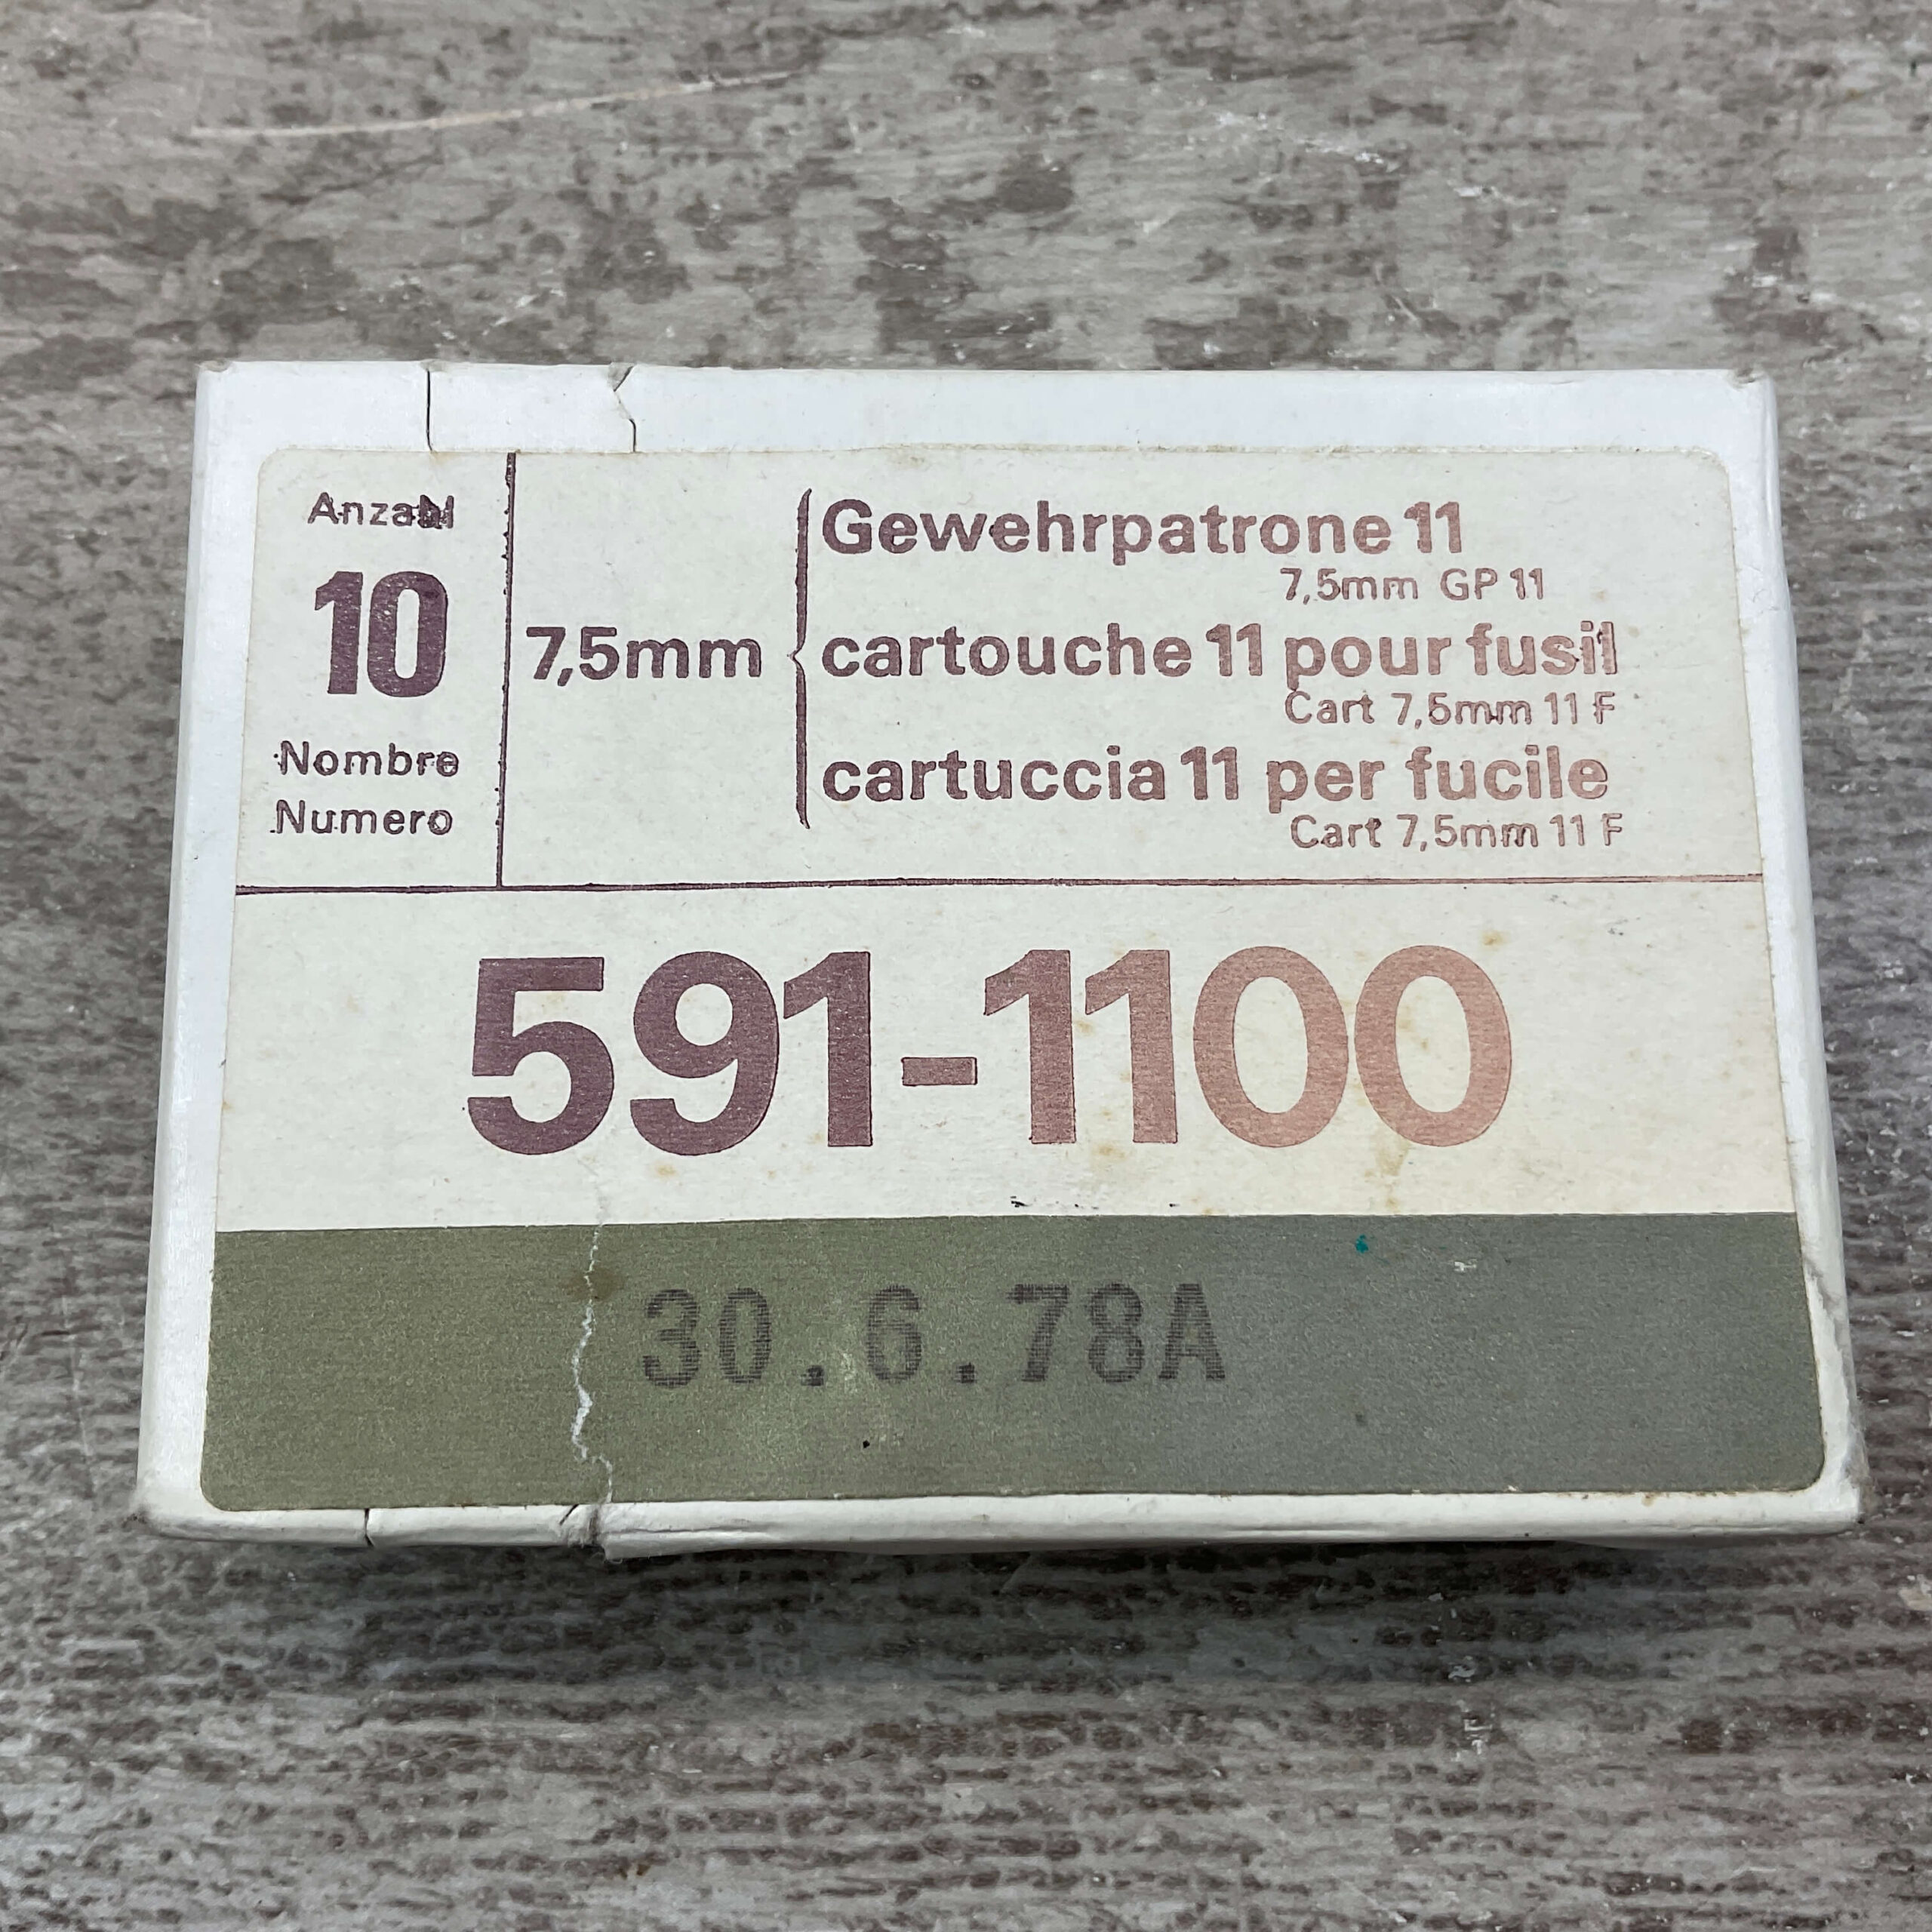 Anzahl
10
Nombre
Numero
7,5mm
Gewehrpatrone 11
7,5mm GP 11
cartouche 11 pour fusil
Cart 7,5mm 11 F
cartuccia 11 per fucile
Cart 7,5mm 11 F
591-1100
30.6.78A